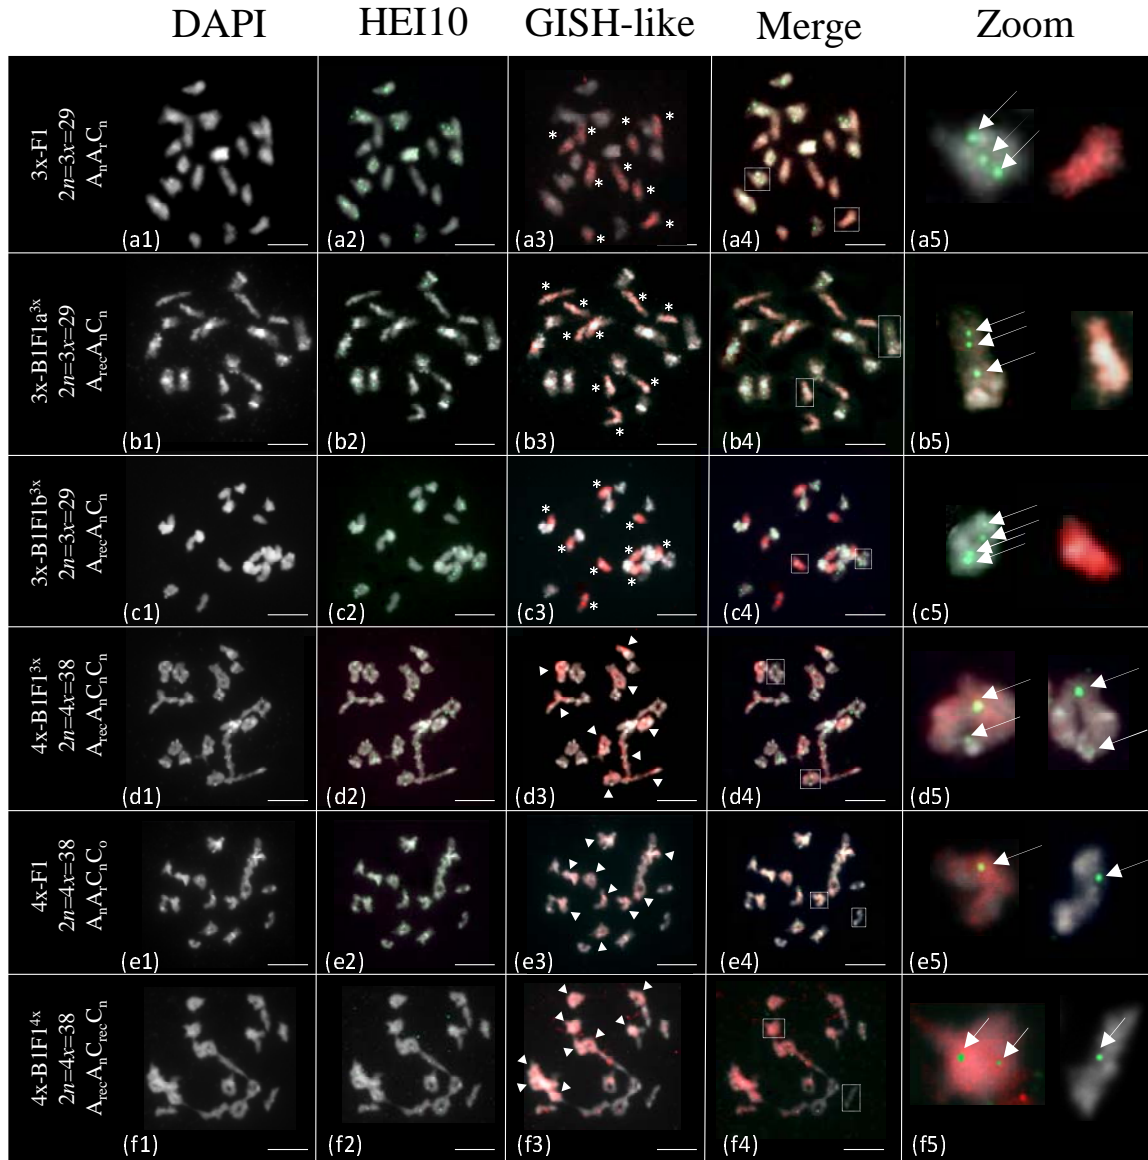 DAPI HEI10 GISH-like Merge Zoom
3x-F1
2n=3x=29
AnArCn
(a1) (a2) (a3) (a4) (a5)
3x-B1F1a3x
2n=3x=29
ArecAnCn
(b1) (b2) (b3) (b4) (b5)
3x-B1F1b3x
2n=3x=29
ArecAnCn
(c1) (c2) (c3) (c4) (c5)
4x-B1F13x
2n=4x=38
ArecAnCnCn
(d1) (d2) (d3) (d4) (d5)
4x-F1
2n=4x=38
AnArCnCo
(e1) (e2) (e3) (e4) (e5)
4x-B1F14x
2n=4x=38
ArecAnCrecCn
(f1) (f2) (f3) (f4) (f5)